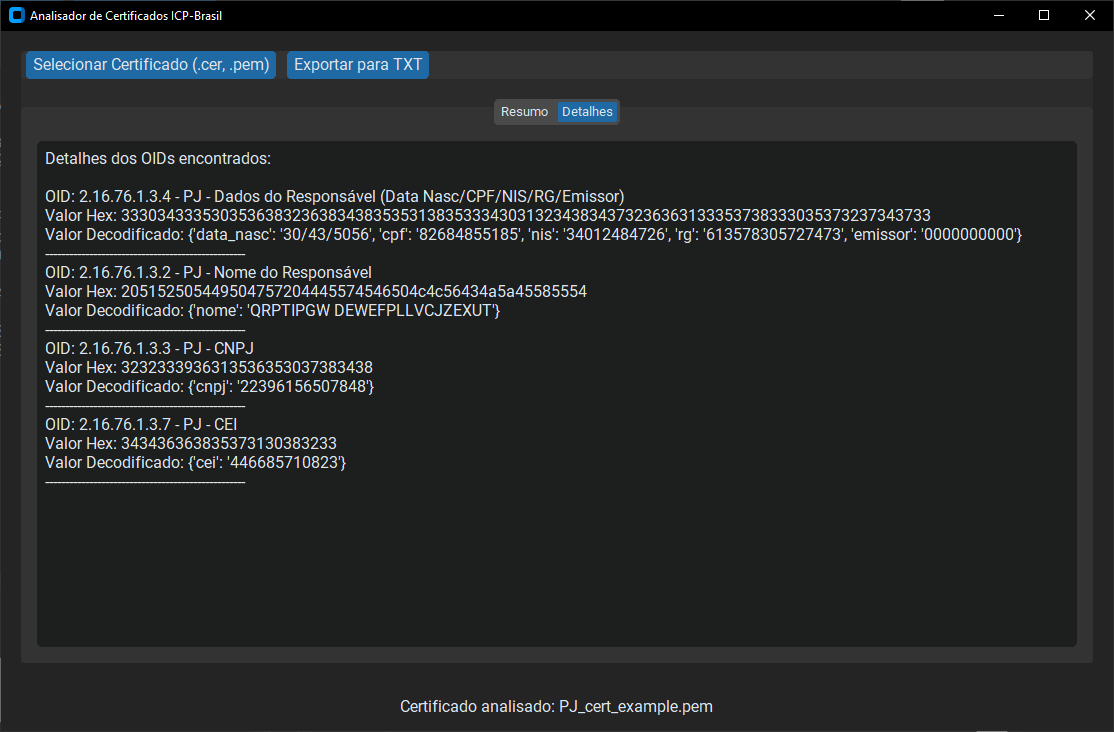 Analisador de Certificados ICP-Brasil
Selecionar Certificado (.cer, .pem) Exportar para TXT
Resumo Detalhes
Detalhes dos OIDs encontrados:
OID: 2.16.76.1.3.4 - PJ - Dados do Responsável (Data Nasc/CPF/NIS/RG/Emissor)
Valor Hex: 333034333530353638323638343835353138353334303132343834373236363133353738333035373237343733
Valor Decodificado: {'data_nasc': '30/43/5056', 'cpf': '82684855185', 'nis': '34012484726', 'rg': '613578305727473', 'emissor': '0000000000'}
--------------------------------------------------
OID: 2.16.76.1.3.2 - PJ - Nome do Responsável
Valor Hex: 205152505449504757204445574546504c4c56434a5a45585554
Valor Decodificado: {'nome': 'QRPTIPGW DEWEFPLLVCJZEXUT'}
--------------------------------------------------
OID: 2.16.76.1.3.3 - PJ - CNPJ
Valor Hex: 3232333936313536353037383438
Valor Decodificado: {'cnpj': '22396156507848'}
--------------------------------------------------
OID: 2.16.76.1.3.7 - PJ - CEI
Valor Hex: 343436363835373130383233
Valor Decodificado: {'cei': '446685710823'}
--------------------------------------------------
Certificado analisado: PJ_cert_example.pem